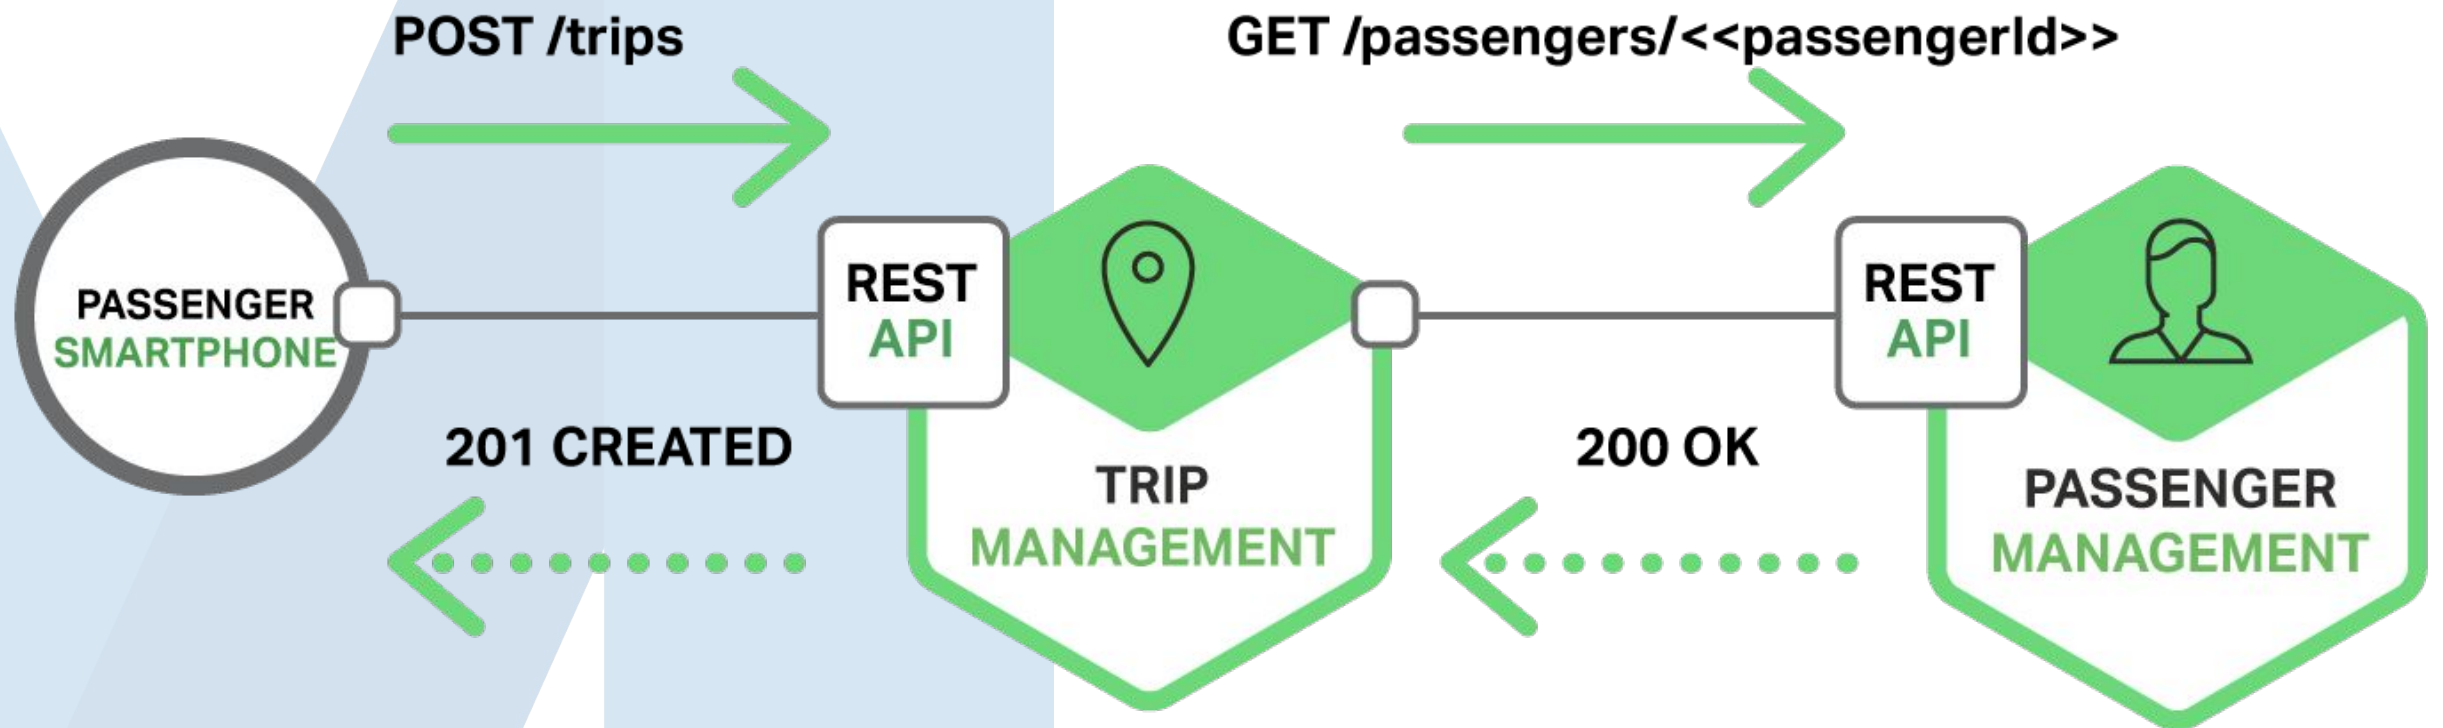 POST /trips
GET /passengers/<<passengerId>>
PASSENGER
SMARTPHONE
REST
API
REST
API
201 CREATED
TRIP
MANAGEMENT
200 OK
PASSENGER
MANAGEMENT